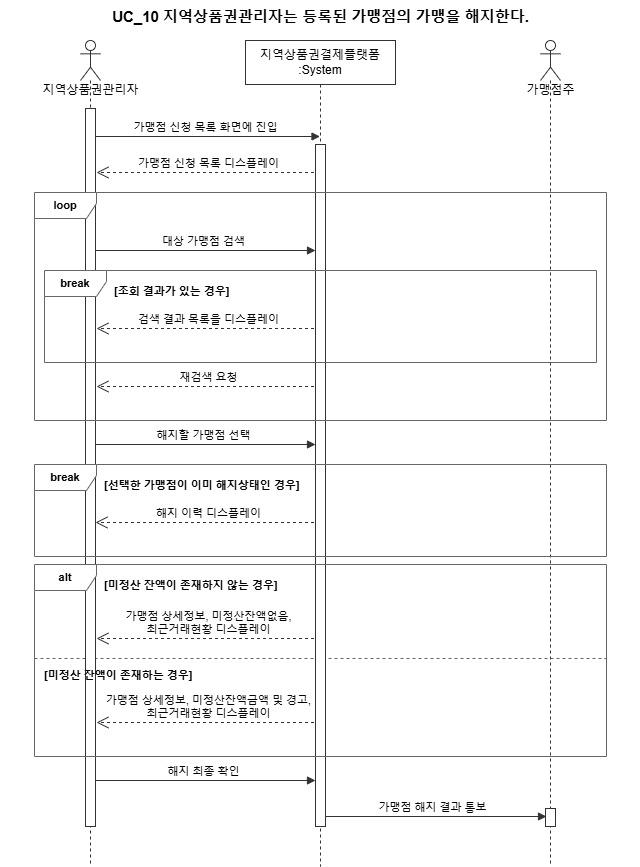 UC_10 지역상품권관리자는 등록된 가맹점의 가맹을 해지한다.
지역상품권결제플랫폼
:System
지역상품권관리자
가맹점주
가맹점 신청 목록 화면에 진입
가맹점 신청 목록 디스플레이
loop
대상 가맹점 검색
break
[조회 결과가 있는 경우]
검색 결과 목록을 디스플레이
재검색 요청
해지할 가맹점 선택
break
[선택한 가맹점이 이미 해지상태인 경우]
해지 이력 디스플레이
alt
[미정산 잔액이 존재하지 않는 경우]
가맹점 상세정보, 미정산잔액없음,
최근거래현황 디스플레이
[미정산 잔액이 존재하는 경우]
가맹점 상세정보, 미정산잔액금액 및 경고,
최근거래현황 디스플레이
해지 최종 확인
가맹점 해지 결과 통보